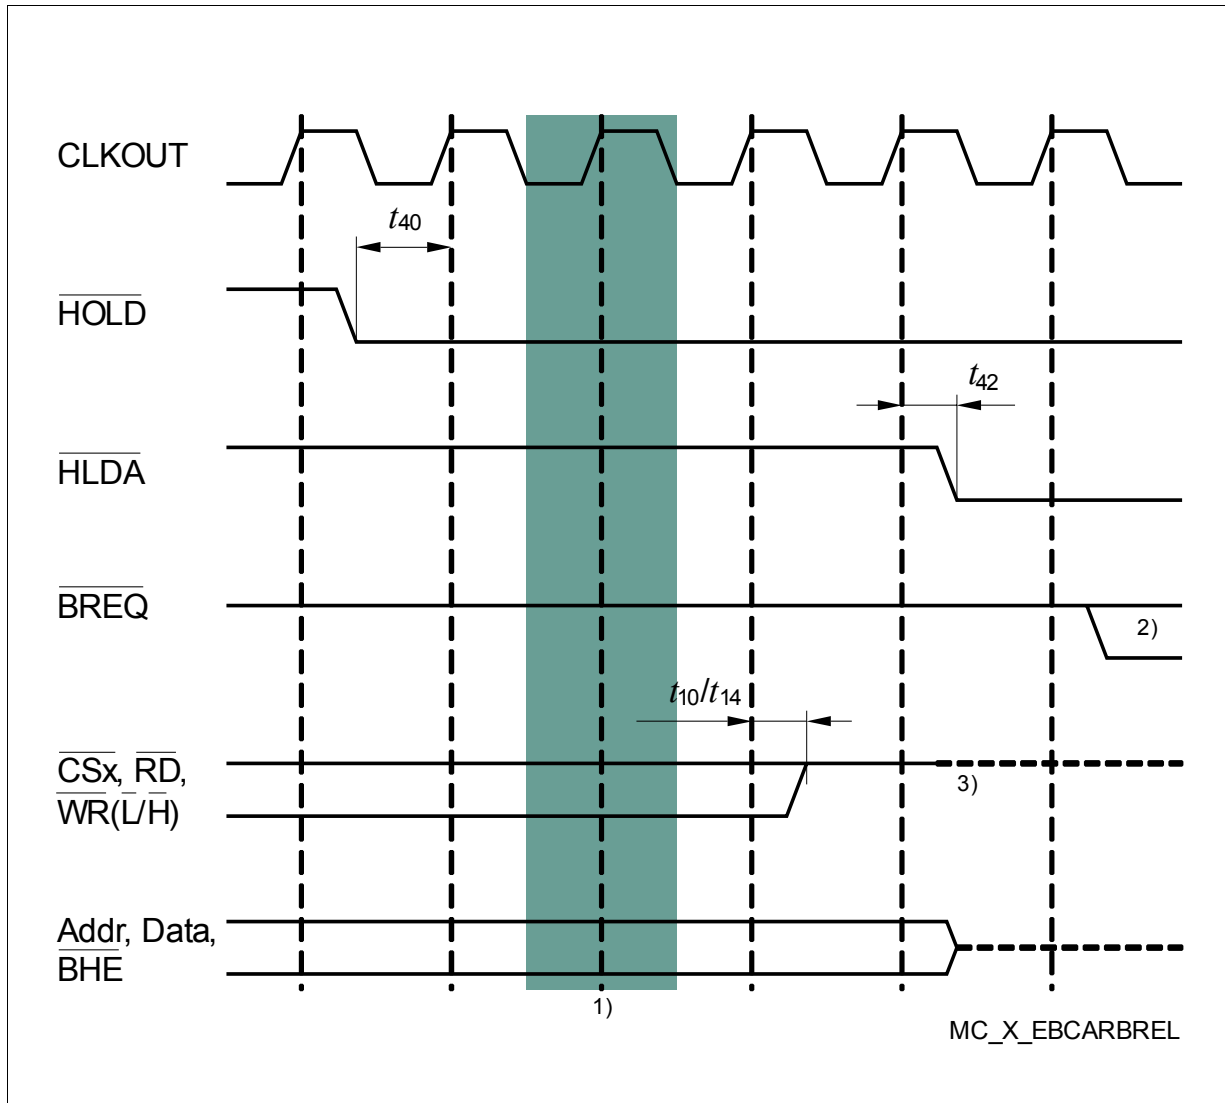 CLKOUT
t40
HOLD
t42
HLDA
BREQ
2)
t10/t14
CSx, RD,
WR(L/H)
3)
Addr, Data,
BHE
1)
MC_X_EBCARBREL